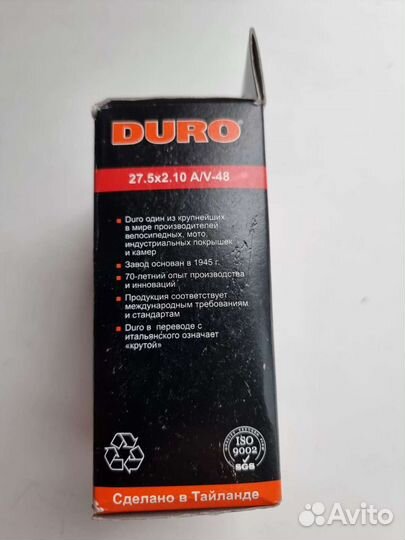 DURO®
27.5x2.10 A/V-48
Duro один из крупнейших
в мире производителей
велосипедных, мото,
индустриальных покрышек
и камер
Завод основан в 1945 г.
70-летний опыт производства
и инноваций
Продукция соответствует
международным требованиям
и стандартам
Duro в переводе с
итальянского означает
«крутой»
ISO
9002
SGS
Сделано в Тайланде
Avito